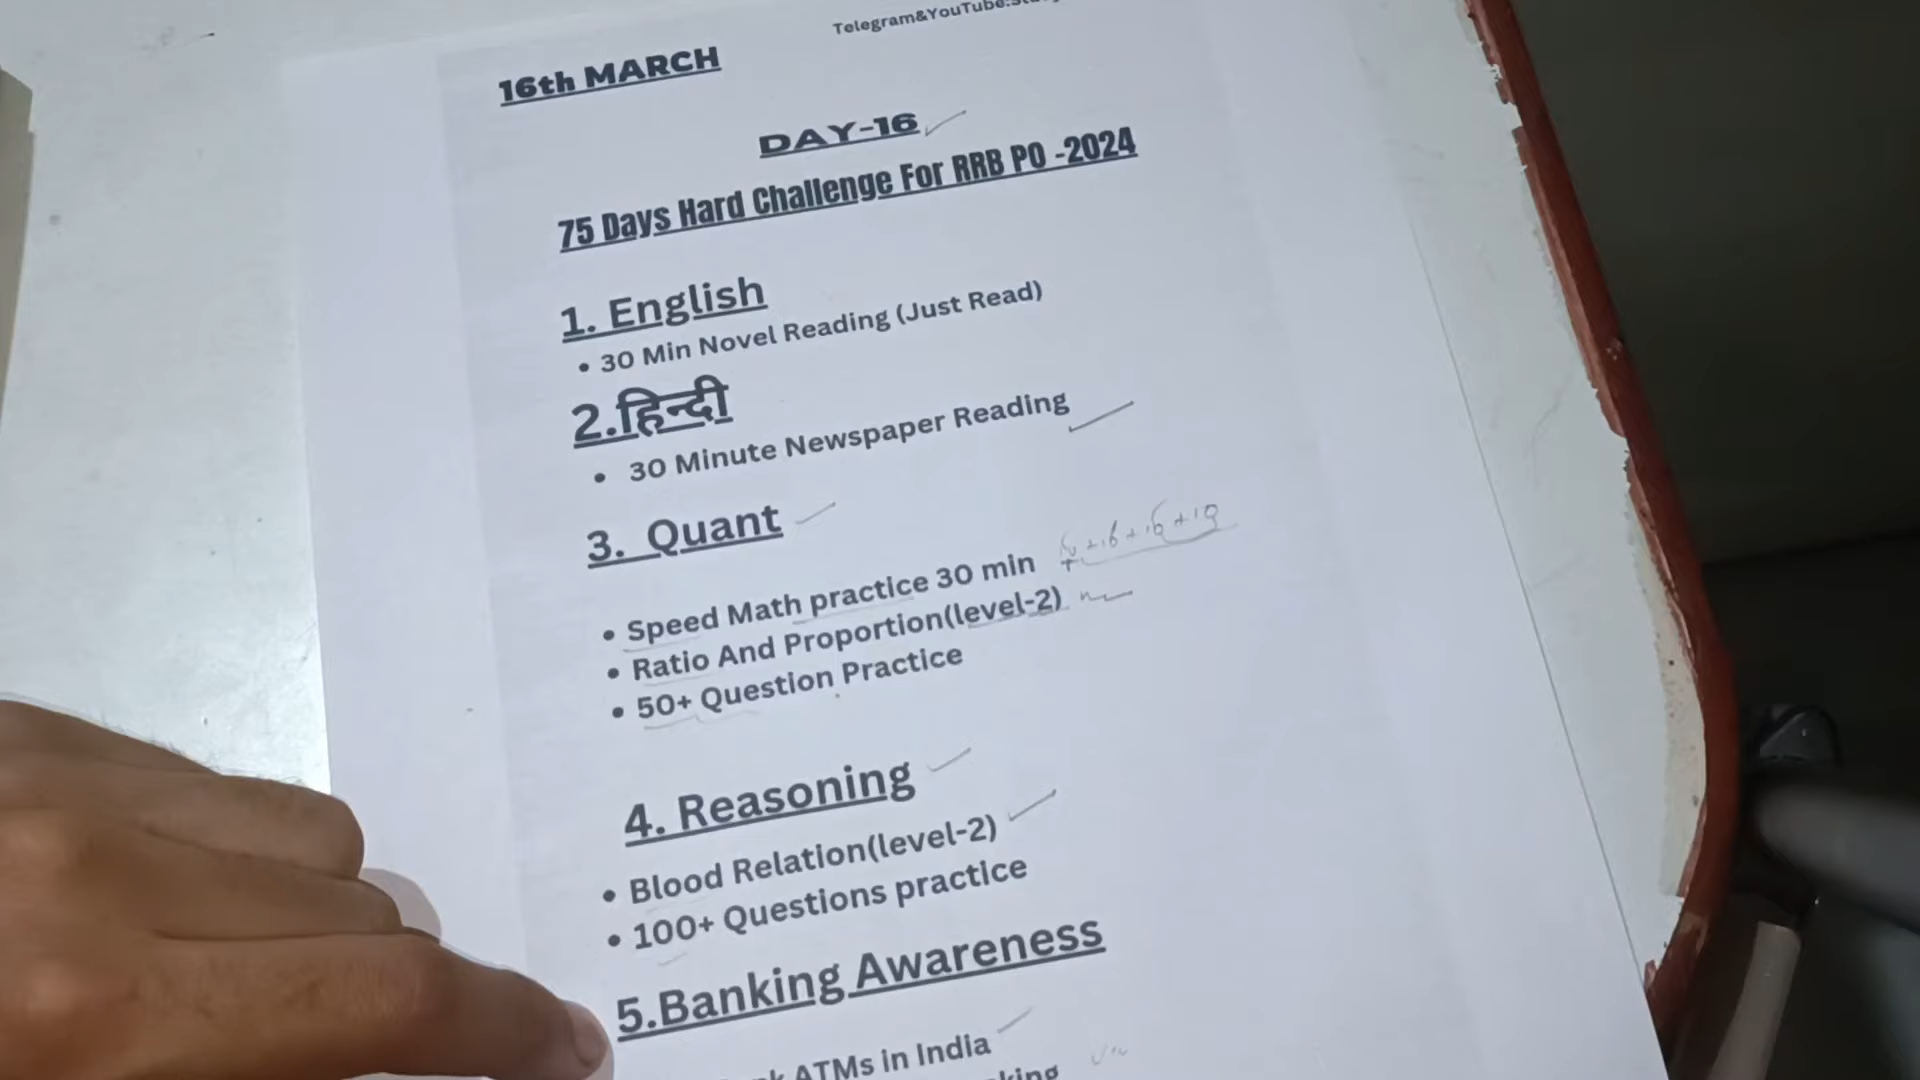 Telegram&YouTube:
16th MARCH
DAY-16
75 Days Hard Challenge For RRB PO -2024
1. English
• 30 Min Novel Reading (Just Read)
2.हिन्दी
• 30 Minute Newspaper Reading
3. Quant
• Speed Math practice 30 min
• Ratio And Proportion(level-2)
• 50+ Question Practice
4. Reasoning
• Blood Relation(level-2)
• 100+ Questions practice
5.Banking Awareness
ATMs in India